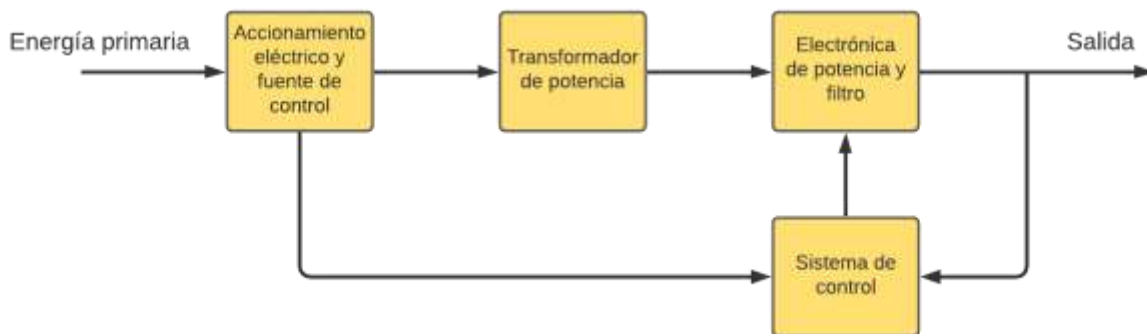 Energía primaria
Accionamiento
eléctrico y
fuente de
control
Transformador
de potencia
Electrónica
de potencia y
filtro
Salida
Sistema de
control